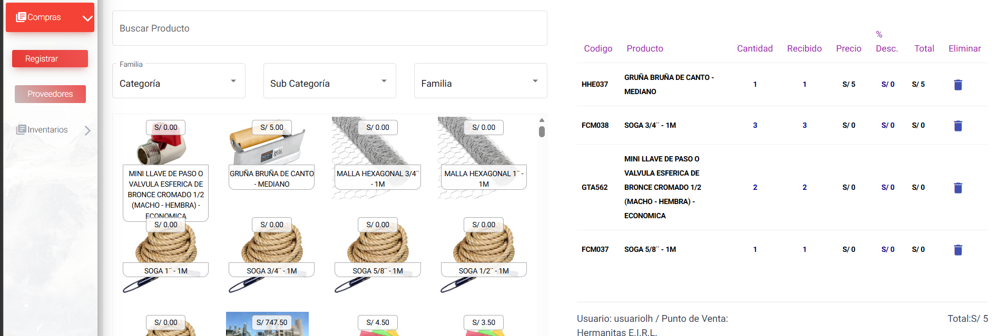 Compras
Registrar
Proveedores
Inventarios
Buscar Producto
Familia
Categoría
Sub Categoría
Familia
S/ 0.00
S/ 5.00
S/ 0.00
S/ 0.00
MINI LLAVE DE PASO O
VALVULA ESFERICA DE
BRONCE CROMADO 1/2
(MACHO - HEMBRA) -
ECONOMICA
GRUÑA BRUÑA DE CANTO
- MEDIANO
MALLA HEXAGONAL 3/4¨
- 1M
MALLA HEXAGONAL 1¨ -
1M
S/ 0.00
S/ 0.00
S/ 0.00
S/ 0.00
SOGA 1¨ - 1M
SOGA 3/4¨ - 1M
SOGA 5/8¨ - 1M
SOGA 1/2¨ - 1M
S/ 0.00
S/ 747.50
S/ 4.50
S/ 3.50
Codigo Producto Cantidad Recibido Precio % Desc. Total Eliminar
HHE037 GRUÑA BRUÑA DE CANTO - 1 1 S/ 5 S/ 0 S/ 5
MEDIANO
FCM038 SOGA 3/4¨ - 1M 3 3 S/ 0 S/ 0 S/ 0
MINI LLAVE DE PASO O
VALVULA ESFERICA DE
GTA562 BRONCE CROMADO 1/2 2 2 S/ 0 S/ 0 S/ 0
(MACHO - HEMBRA) -
ECONOMICA
FCM037 SOGA 5/8¨ - 1M 1 1 S/ 0 S/ 0 S/ 0
Usuario: usuariolh / Punto de Venta: Total:S/ 5
Hermanitas E.I.R.L.